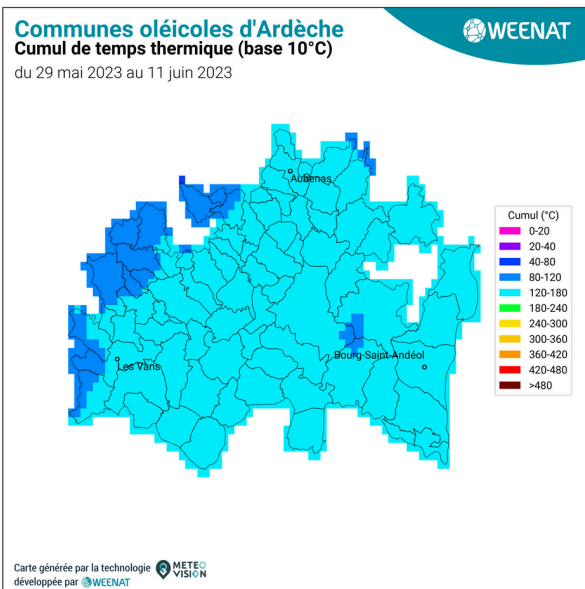 Communes oléicoles d'Ardèche
Cumul de temps thermique (base 10°C)
du 29 mai 2023 au 11 juin 2023
WEENAT
Aubenas
Les Vans
Bourg-Saint-Andéol
Cumul (°C)
0-20
20-40
40-80
80-120
120-180
180-240
240-300
300-360
360-420
420-480
>480
Carte générée par la technologie METEO VISION
développée par WEENAT